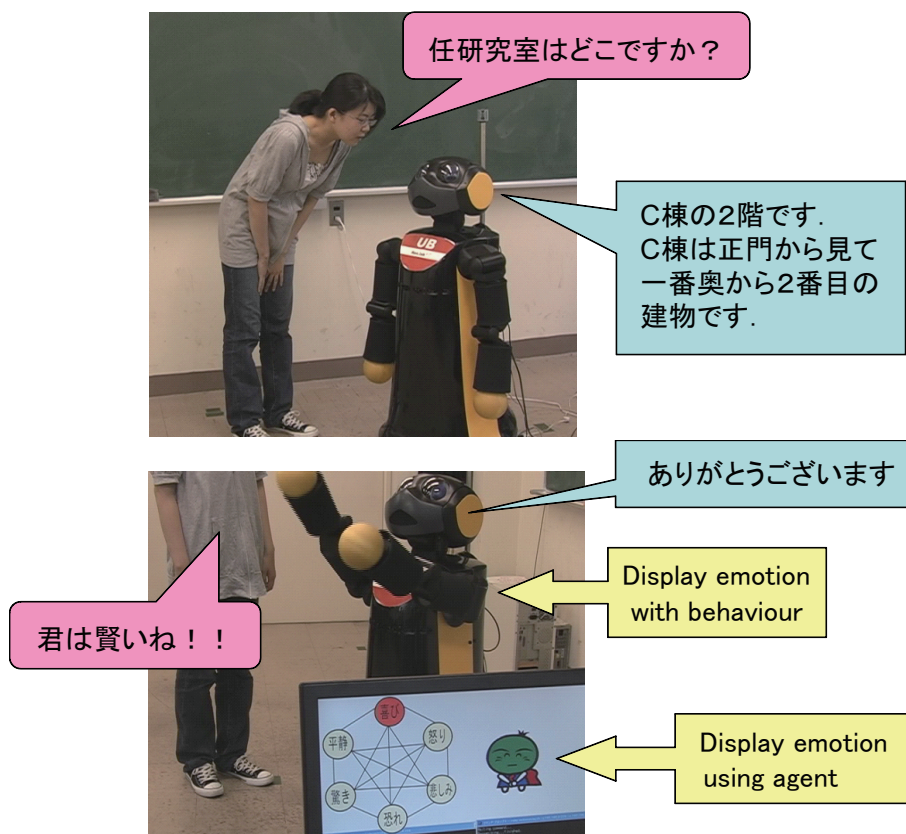 任研究室はどこですか？
UB
C棟の２階です．
C棟は正門から見て
一番奥から２番目の
建物です．
ありがとうございます
Display emotion
with behaviour
君は賢いね！！
喜び
平静
怒り
驚き
悲しみ
恐れ
Display emotion
using agent